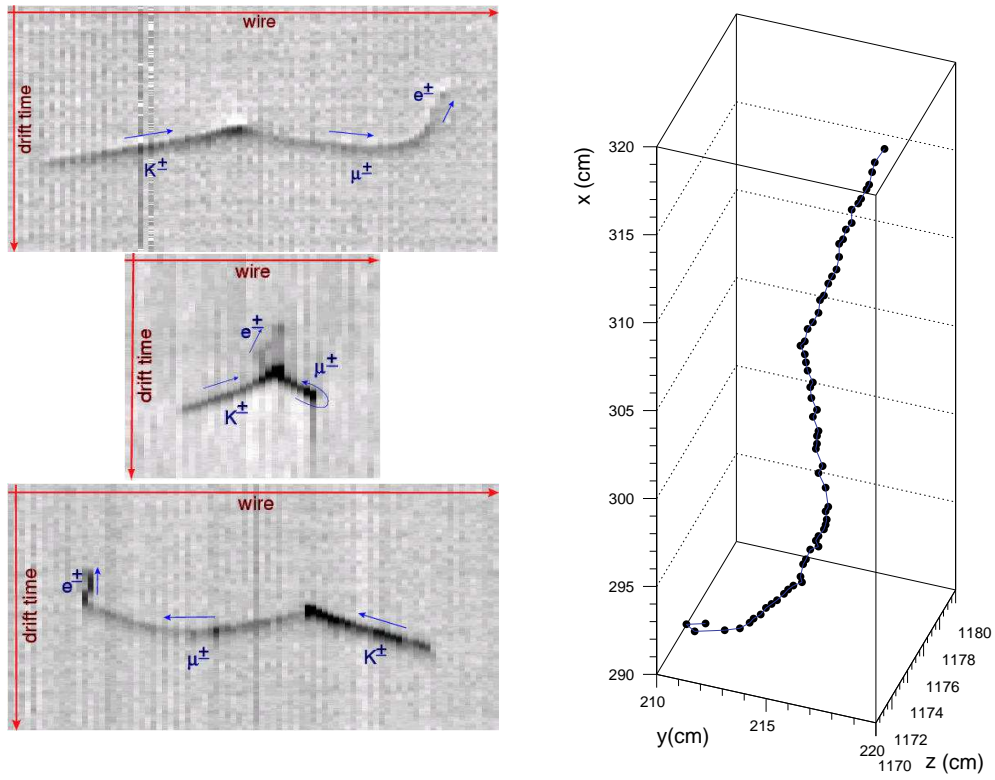 wire
drift time
e±
K±
μ±
wire
drift time
e±
μ±
K±
wire
drift time
e±
μ±
K±
x (cm)
320
315
310
305
300
295
290
210
215
220
y(cm)
1170
1172
1174
1176
1178
1180
z (cm)